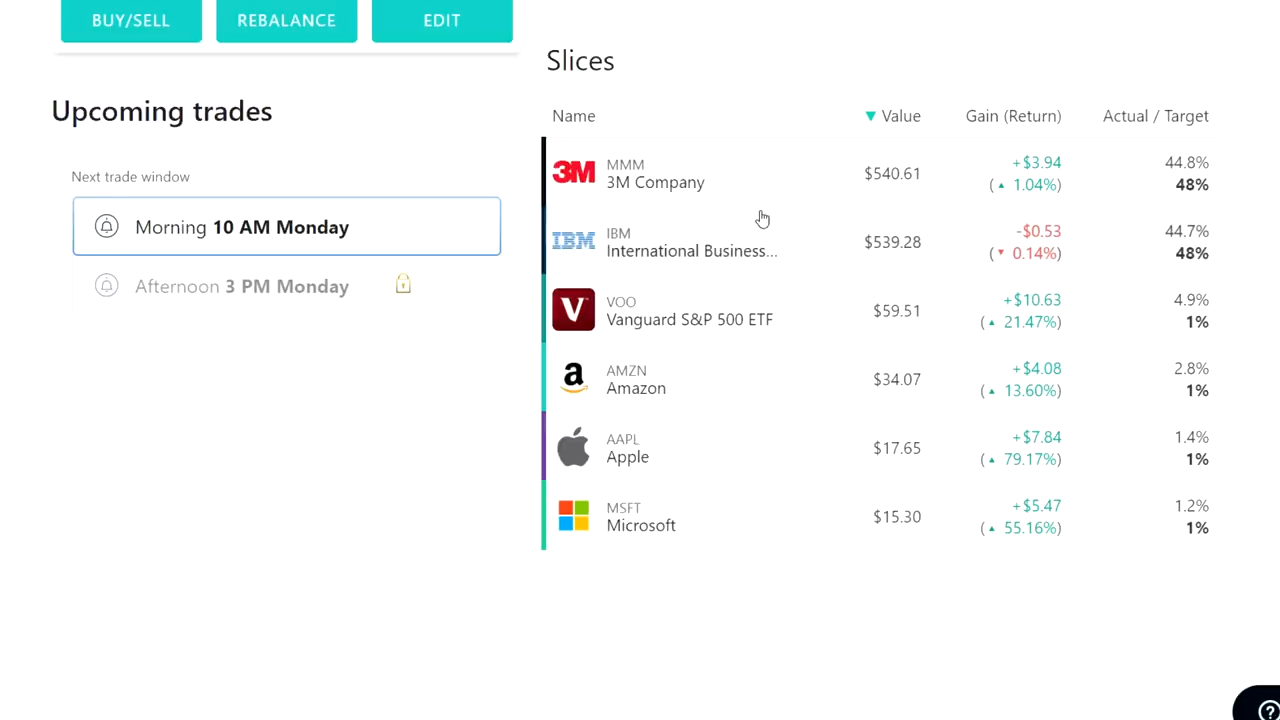 BUY/SELL REBALANCE EDIT
Upcoming trades
Next trade window
Morning 10 AM Monday
Afternoon 3 PM Monday
Slices
Name ▼ Value Gain (Return) Actual / Target
3M MMM +$3.94 44.8%
3M Company $540.61 (▲ 1.04%) 48%
IBM IBM -$0.53 44.7%
International Business... $539.28 (▼ 0.14%) 48%
V VOO +$10.63 4.9%
Vanguard S&P 500 ETF $59.51 (▲ 21.47%) 1%
a AMZN +$4.08 2.8%
Amazon $34.07 (▲ 13.60%) 1%
AAPL +$7.84 1.4%
Apple $17.65 (▲ 79.17%) 1%
MSFT +$5.47 1.2%
Microsoft $15.30 (▲ 55.16%) 1%
?